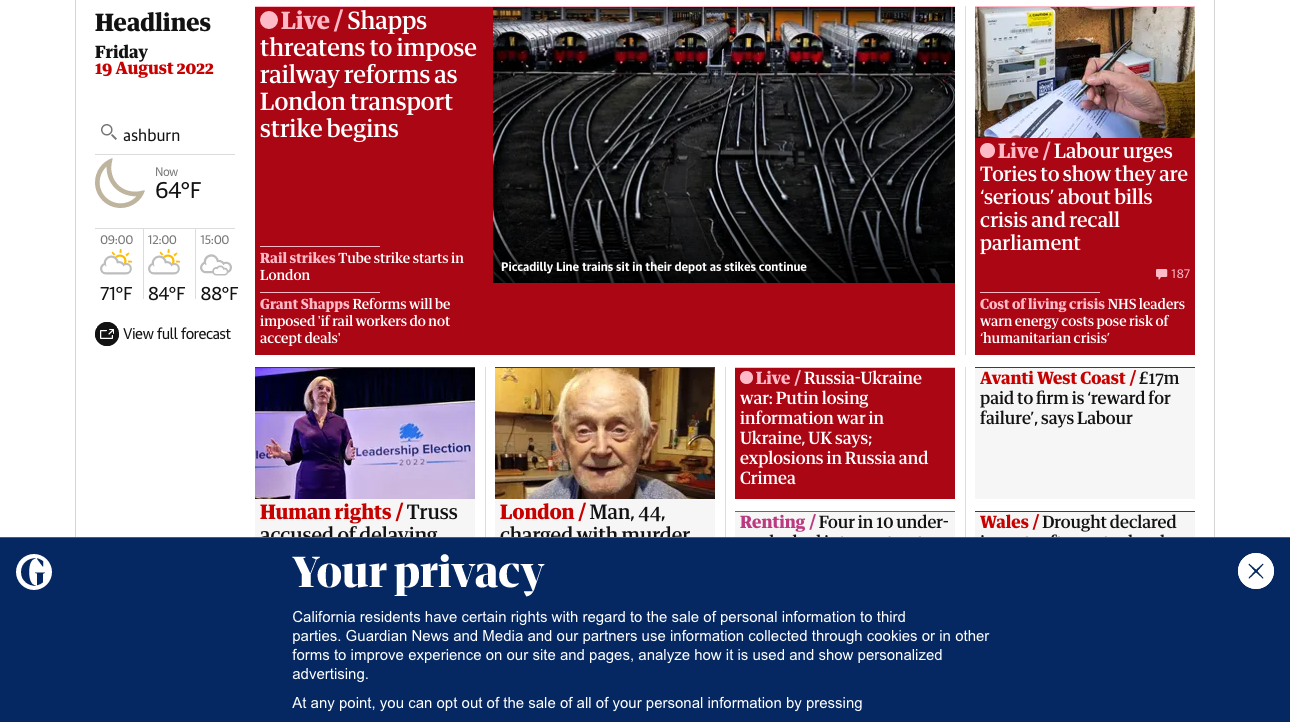 Headlines
Friday
19 August 2022
ashburn
Now
64°F
09:00 12:00 15:00
71°F 84°F 88°F
View full forecast
Live / Shapps
threatens to impose
railway reforms as
London transport
strike begins
Rail strikes Tube strike starts in
London
Grant Shapps Reforms will be
imposed 'if rail workers do not
accept deals'
Piccadilly Line trains sit in their depot as stikes continue
Live / Labour urges
Tories to show they are
‘serious’ about bills
crisis and recall
parliament
187
Cost of living crisis NHS leaders
warn energy costs pose risk of
‘humanitarian crisis’
Leadership Election
2022
Human rights / Truss
accused of delaying
London / Man, 44,
charged with murder
Live / Russia-Ukraine
war: Putin losing
information war in
Ukraine, UK says;
explosions in Russia and
Crimea
Renting / Four in 10 under-
Avanti West Coast / £17m
paid to firm is ‘reward for
failure’, says Labour
Wales / Drought declared
Your privacy
California residents have certain rights with regard to the sale of personal information to third
parties. Guardian News and Media and our partners use information collected through cookies or in other
forms to improve experience on our site and pages, analyze how it is used and show personalized
advertising.
At any point, you can opt out of the sale of all of your personal information by pressing